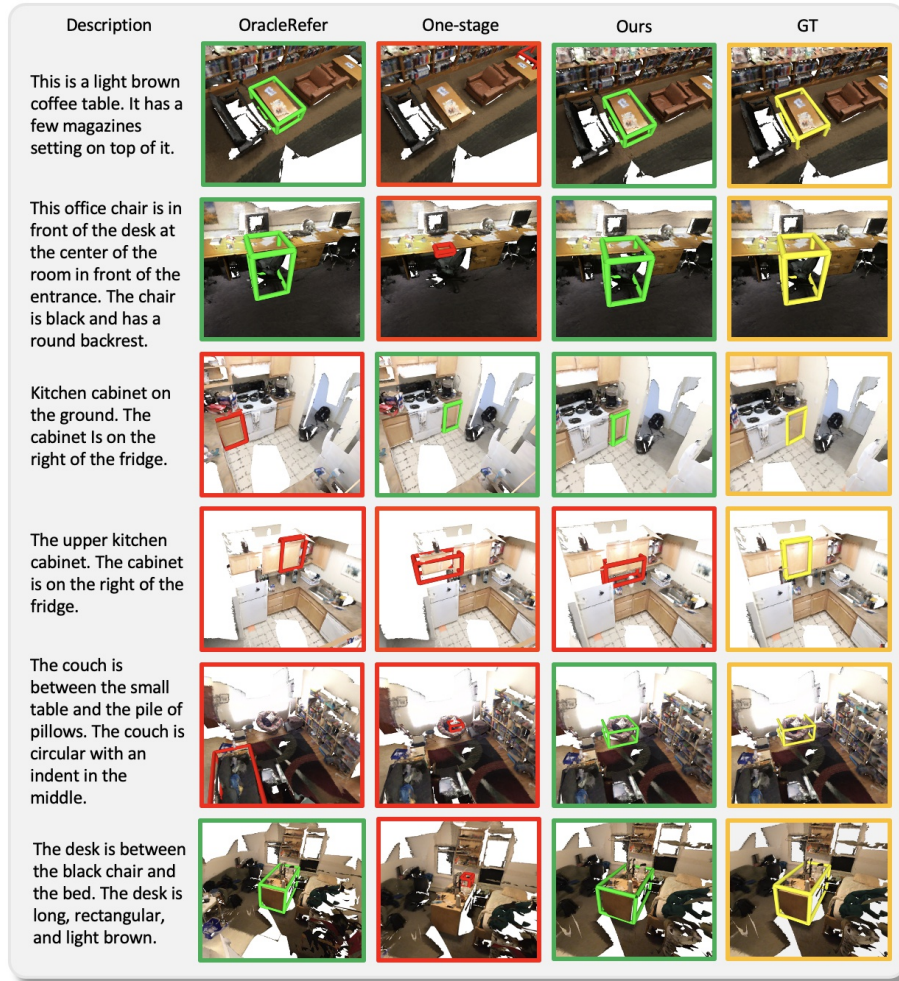 Description OracleRefer One-stage Ours GT
This is a light brown
coffee table. It has a
few magazines
setting on top of it.
This office chair is in
front of the desk at
the center of the
room in front of the
entrance. The chair
is black and has a
round backrest.
Kitchen cabinet on
the ground. The
cabinet Is on the
right of the fridge.
The upper kitchen
cabinet. The cabinet
is on the right of the
fridge.
The couch is
between the small
table and the pile of
pillows. The couch is
circular with an
indent in the
middle.
The desk is between
the black chair and
the bed. The desk is
long, rectangular,
and light brown.